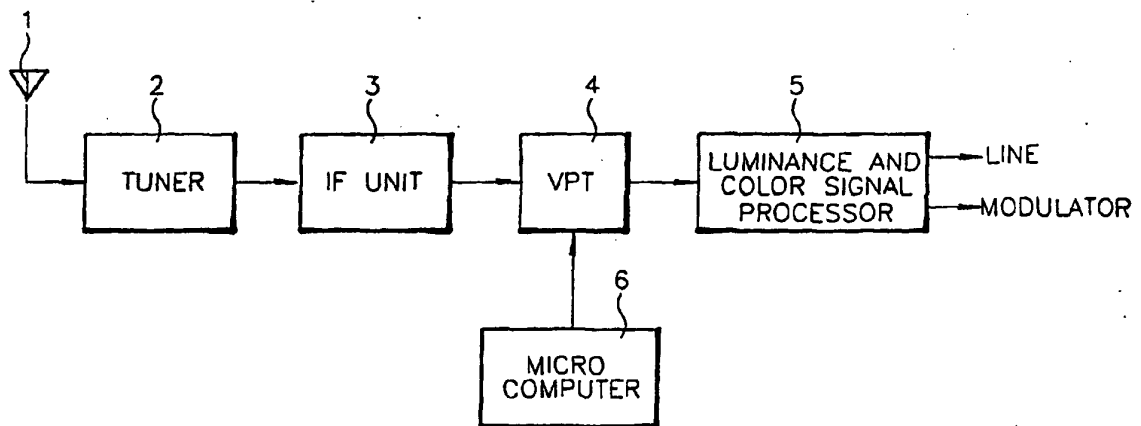 1
2
3
4
5
TUNER
IF UNIT
VPT
LUMINANCE AND
COLOR SIGNAL
PROCESSOR
LINE
MODULATOR
6
MICRO
COMPUTER